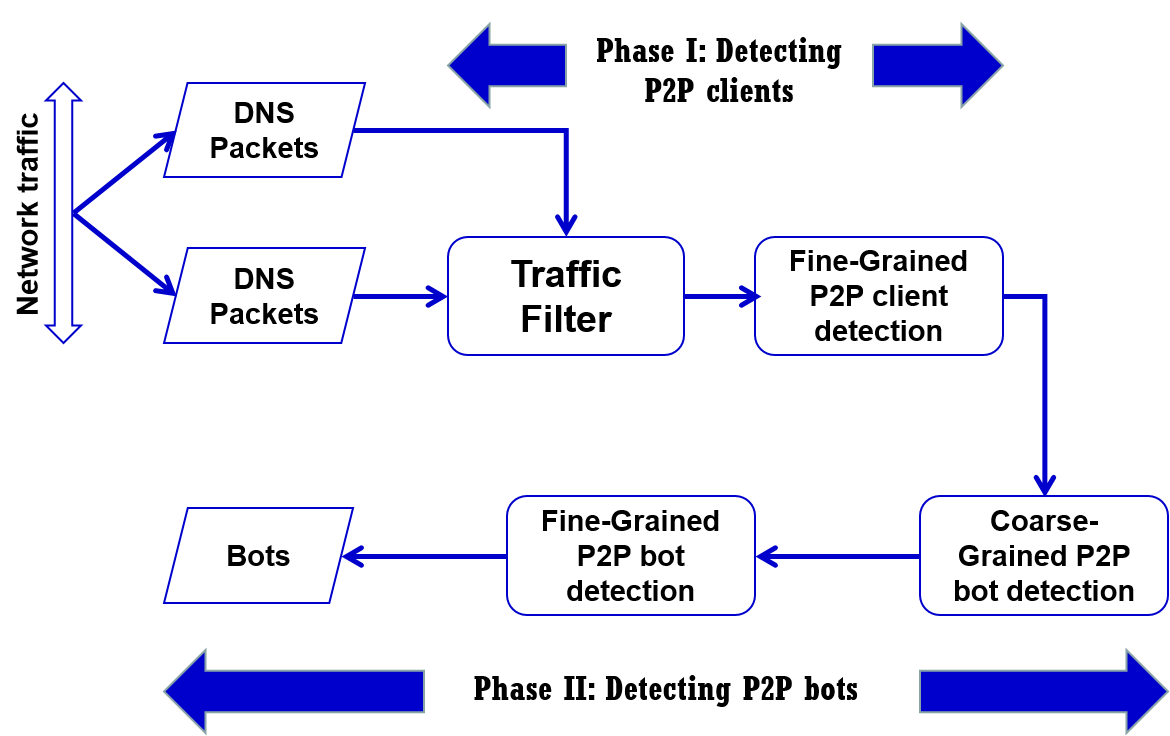 Phase I: Detecting
P2P clients
Network traffic
DNS
Packets
DNS
Packets
Traffic
Filter
Fine-Grained
P2P client
detection
Bots
Fine-Grained
P2P bot
detection
Coarse-
Grained P2P
bot detection
Phase II: Detecting P2P bots